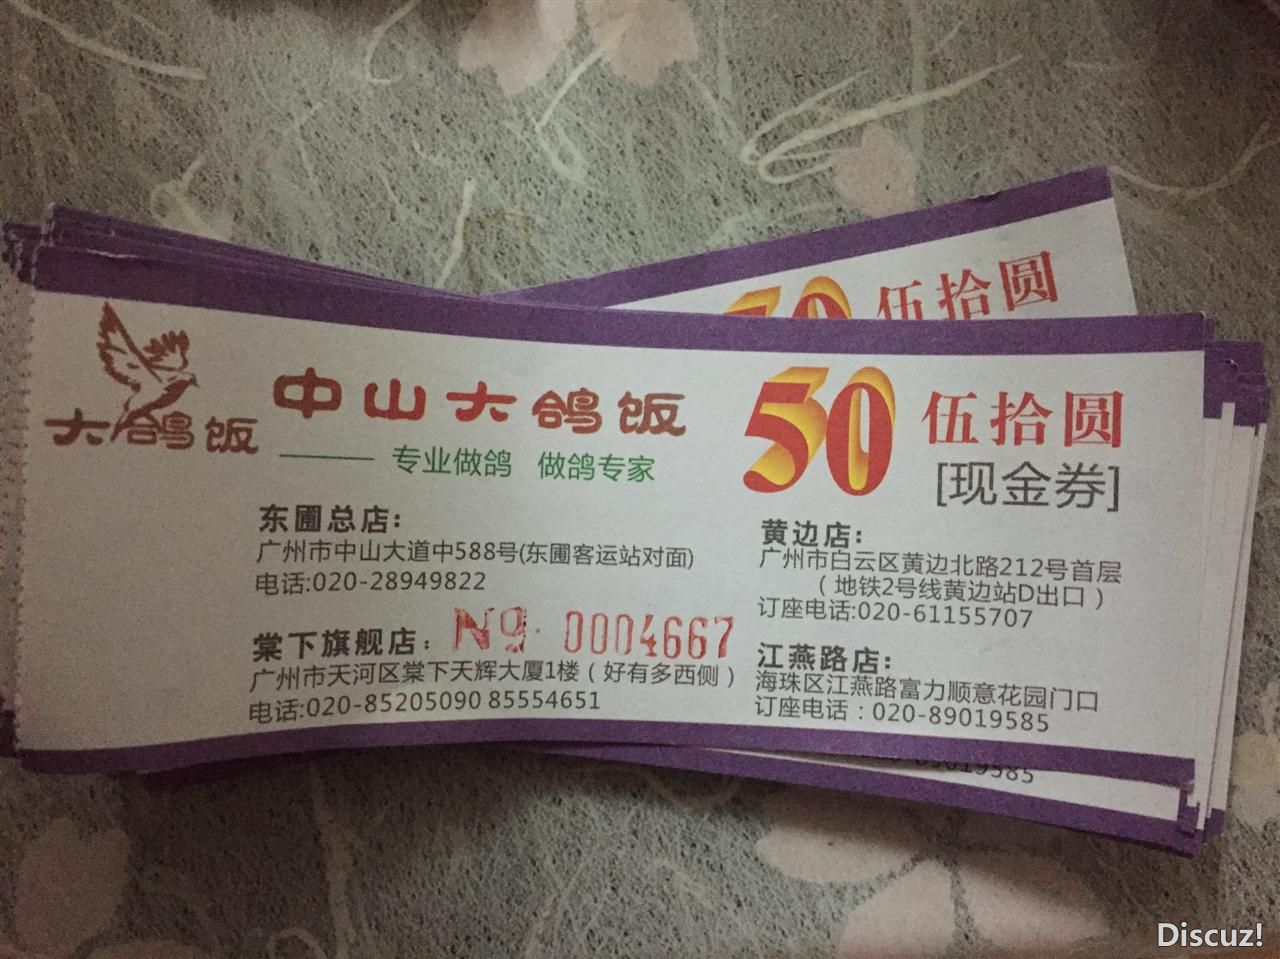 50 伍拾圆
大鸽饭
中山大鸽饭
专业做鸽 做鸽专家
50 伍拾圆
[现金券]
东圃总店:
广州市中山大道中588号(东圃客运站对面)
电话:020-28949822
棠下旗舰店: No 0004667
广州市天河区棠下天辉大厦1楼(好有多西侧)
电话:020-85205090 85554651
黄边店:
广州市白云区黄边北路212号首层
(地铁2号线黄边站D出口)
订座电话:020-61155707
江燕路店:
海珠区江燕路富力顺意花园门口
订座电话:020-89019585
89019585
Discuz!